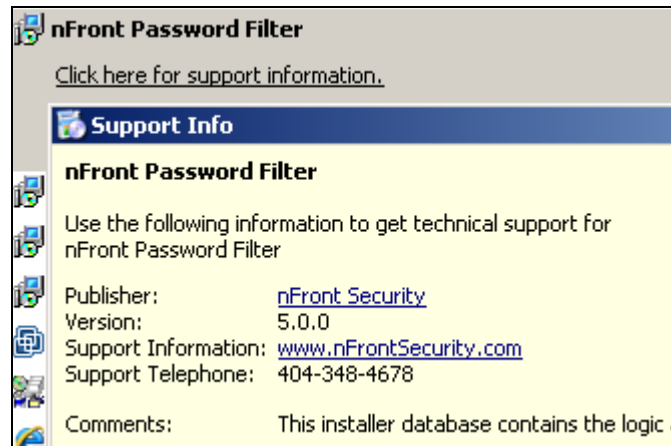 nFront Password Filter
Click here for support information.
Support Info
nFront Password Filter
Use the following information to get technical support for
nFront Password Filter
Publisher: nFront Security
Version: 5.0.0
Support Information: www.nFrontSecurity.com
Support Telephone: 404-348-4678
Comments: This installer database contains the logic